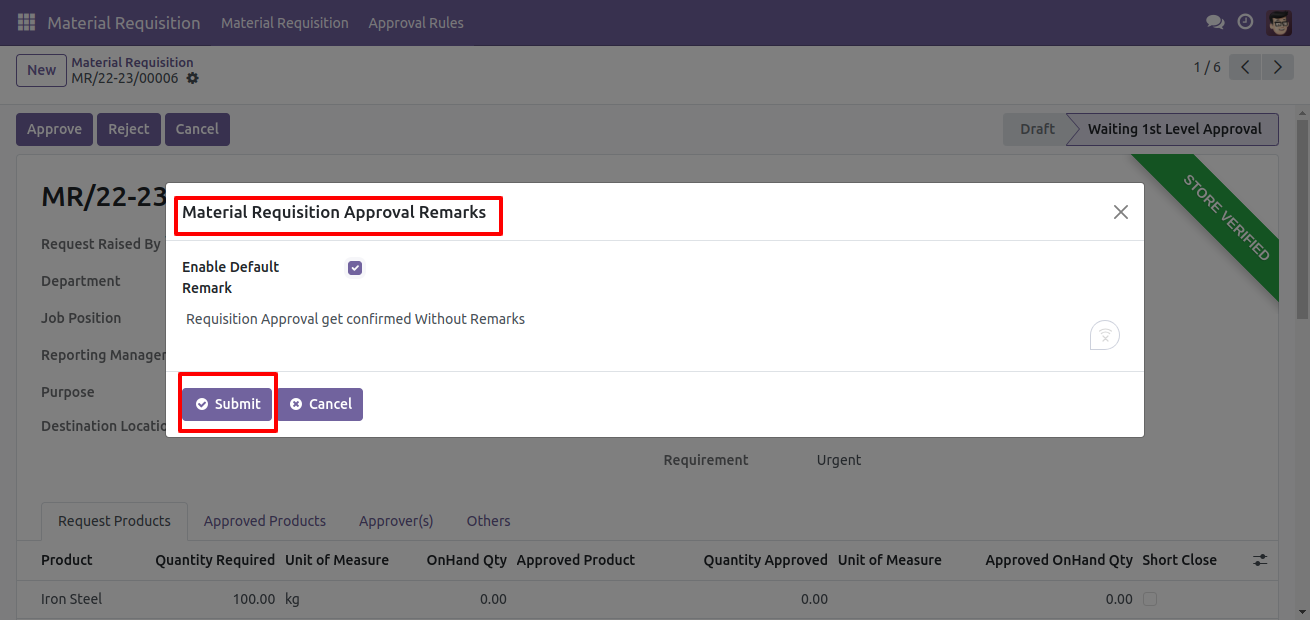 Material Requisition Material Requisition Approval Rules
New Material Requisition
MR/22-23/00006
1 / 6
Approve Reject Cancel Draft Waiting 1st Level Approval
STORE VERIFIED
MR/22-23
Material Requisition Approval Remarks
Request Raised By
Enable Default
Remark
Department
Job Position
Requisition Approval get confirmed Without Remarks
Reporting Manager
Purpose
Submit Cancel
Destination Locatio
Requirement Urgent
Request Products Approved Products Approver(s) Others
Product Quantity Required Unit of Measure OnHand Qty Approved Product Quantity Approved Unit of Measure Approved OnHand Qty Short Close
Iron Steel 100.00 kg 0.00 0.00 0.00